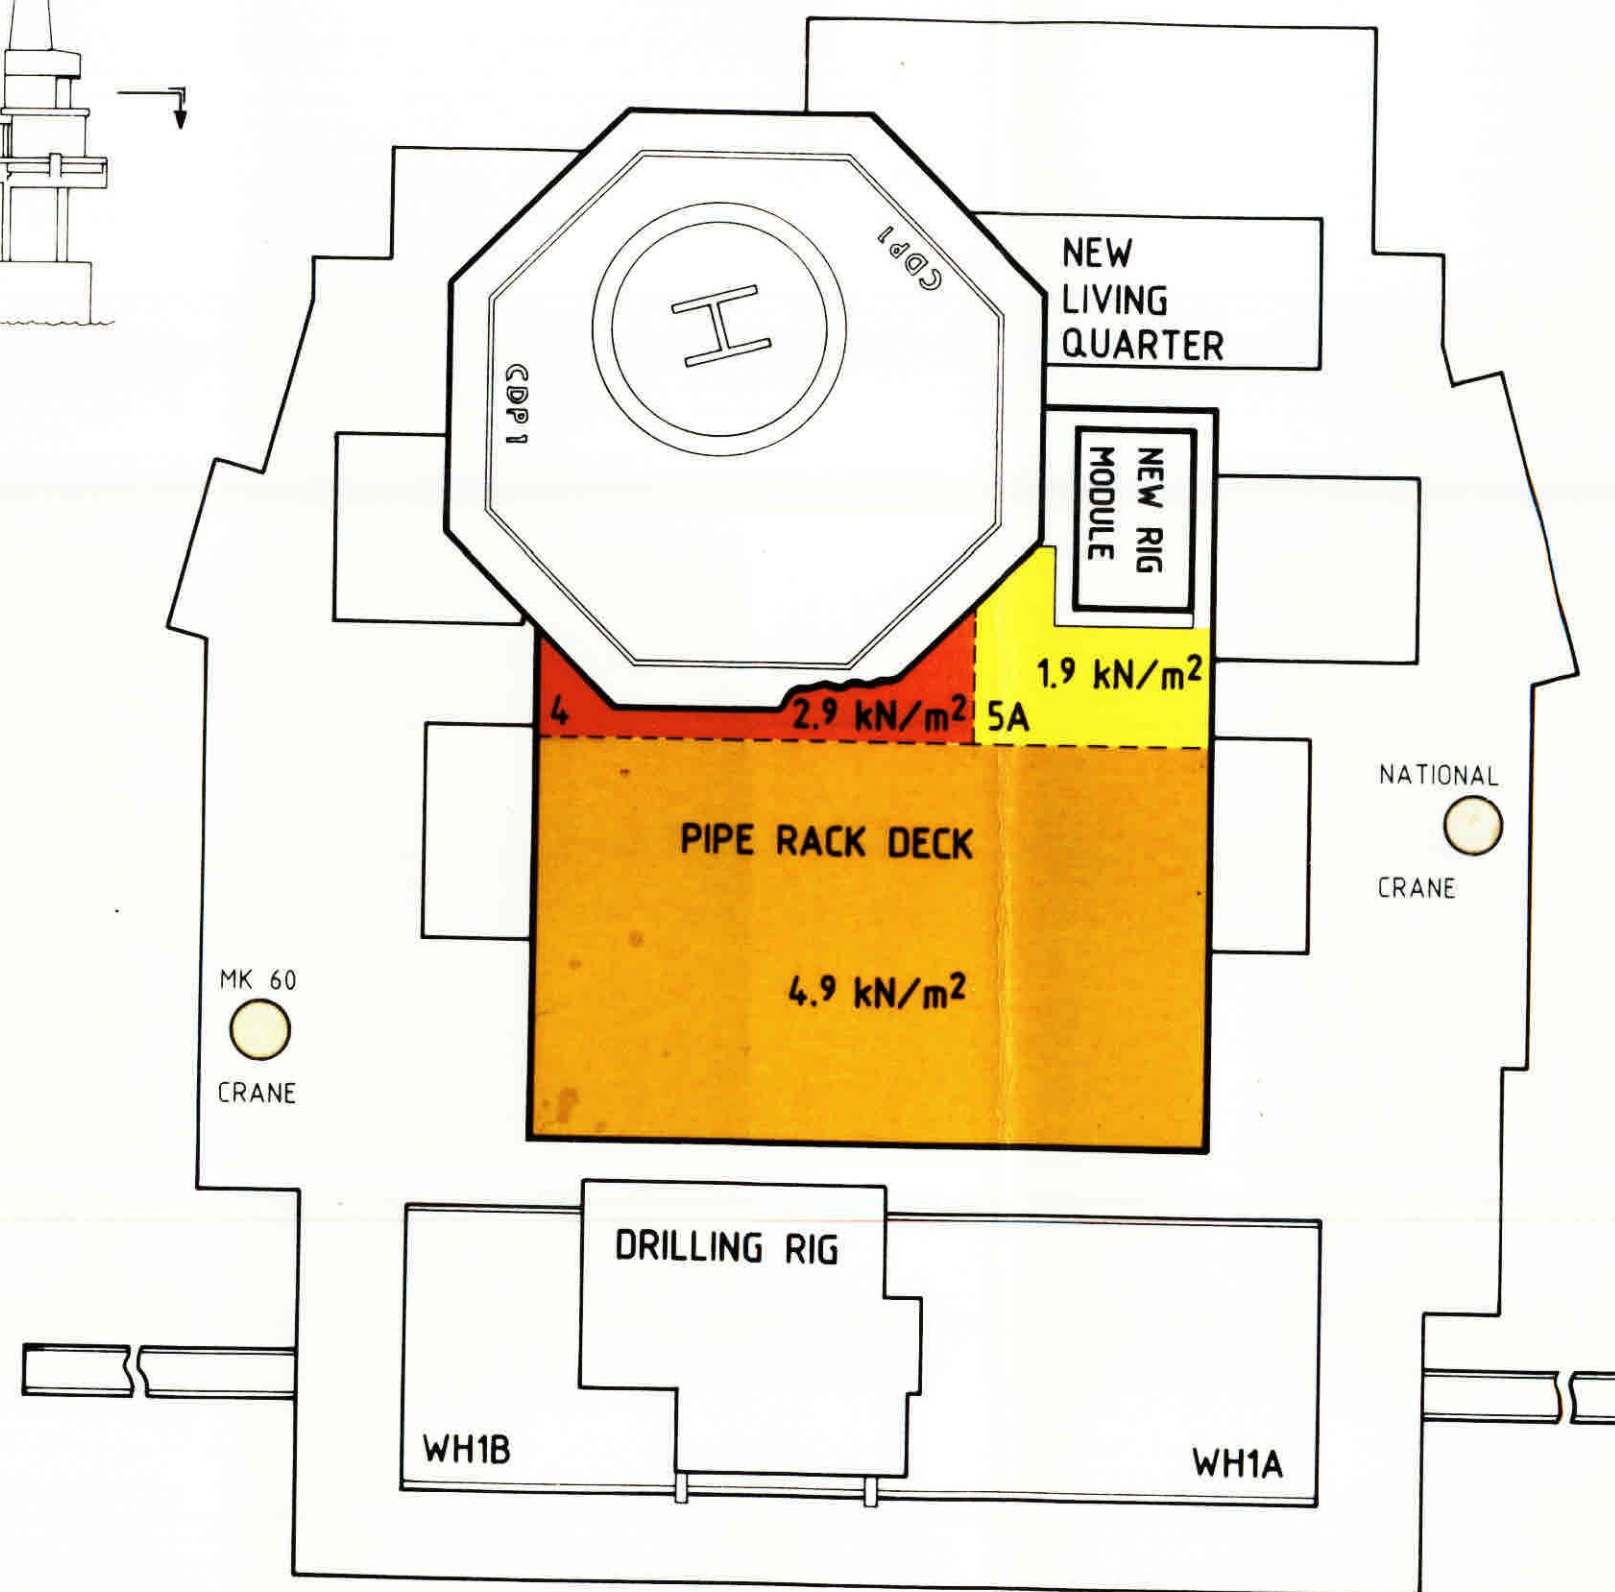 CDP1
NEW
LIVING
QUARTER
H
CDP1
NEW RIG
MODULE
1.9 kN/m²
4
2.9 kN/m²
5A
NATIONAL
CRANE
PIPE RACK DECK
4.9 kN/m²
MK 60
CRANE
DRILLING RIG
WH1B
WH1A